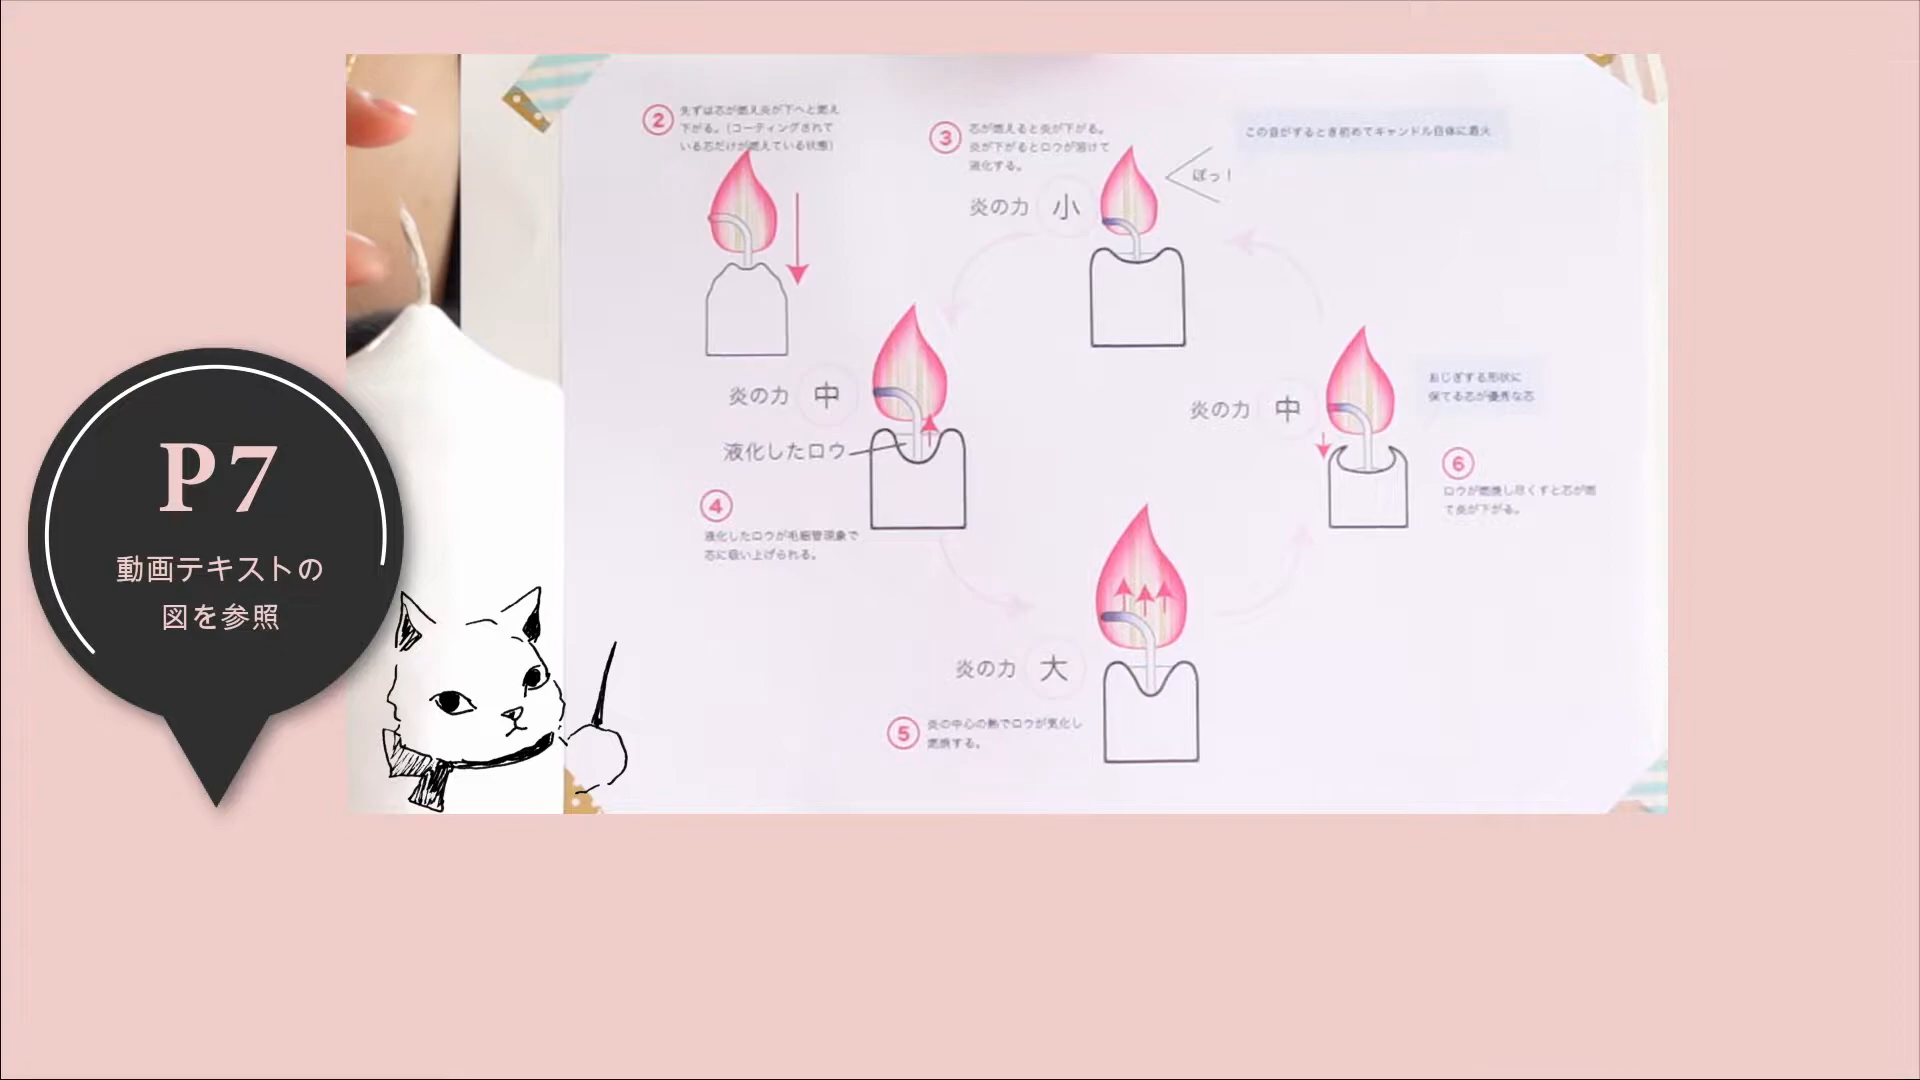 P7
動画テキストの
図を参照
②
先ずは芯が燃え炎が下へと燃え
下がる。(コーティングされて
いる芯だけが燃えている状態)
③
芯が燃えると炎が下がる。
炎が下がるとロウが溶けて
液化する。
炎の力 小
ぽっ!
この音がするとき初めてキャンドル自体に着火
炎の力 中
液化したロウ
④
液化したロウが毛細管現象で
芯に吸い上げられる。
炎の力 大
⑤
炎の中心の熱でロウが気化し
燃焼する。
炎の力 中
おじぎする形状に
保てる芯が優秀な芯
⑥
ロウが燃焼し尽くすと芯が燃
て炎が下がる。